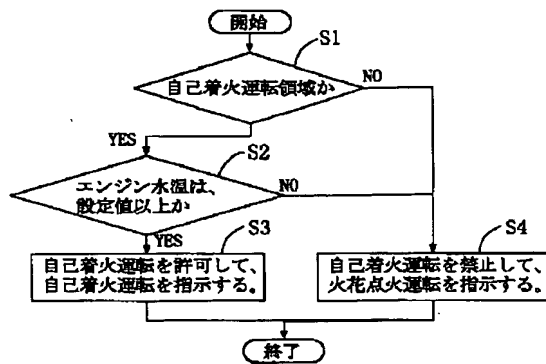 開始
S1
自己着火運転領域か
NO
YES
S2
エンジン水温は、
設定値以上か
NO
YES
S3
自己着火運転を許可して、
自己着火運転を指示する。
S4
自己着火運転を禁止して、
火花点火運転を指示する。
終了